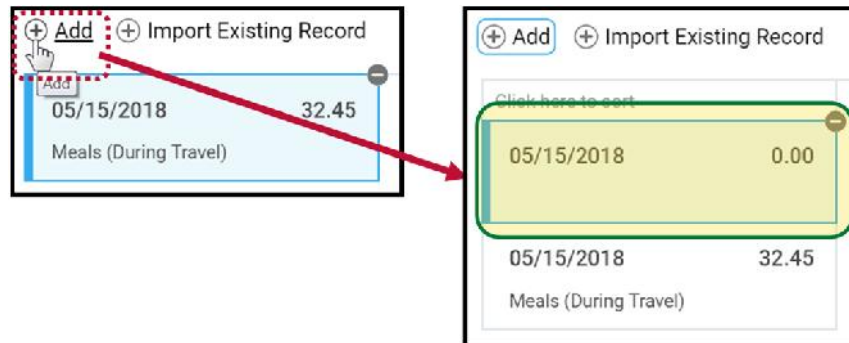 Add Import Existing Record
Add
05/15/2018 32.45
Meals (During Travel)
Add Import Existing Record
Click here to sort
05/15/2018 0.00
05/15/2018 32.45
Meals (During Travel)